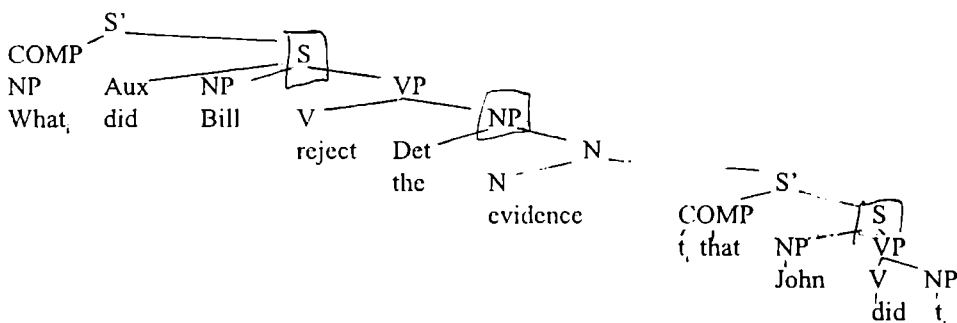 S'
COMP S
NP Aux NP VP
What, did Bill V NP
reject Det N
the N S'
evidence COMP S
t, that NP VP
John V NP
did t,